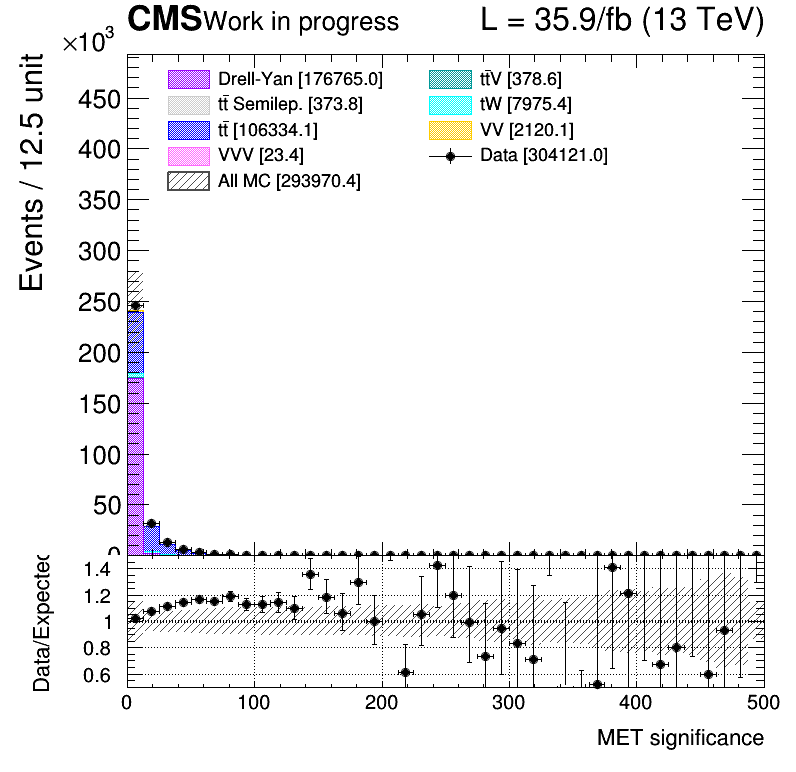 CMS Work in progress L = 35.9/fb (13 TeV)
×10³
Events / 12.5 unit
Drell-Yan [176765.0]
tt̄ Semilep. [373.8]
tt̄ [106334.1]
VVV [23.4]
All MC [293970.4]
tt̄V [378.6]
tW [7975.4]
VV [2120.1]
Data [304121.0]
450
400
350
300
250
200
150
100
50
0
Data/Expected
1.4
1.2
1
0.8
0.6
0 100 200 300 400 500
MET significance